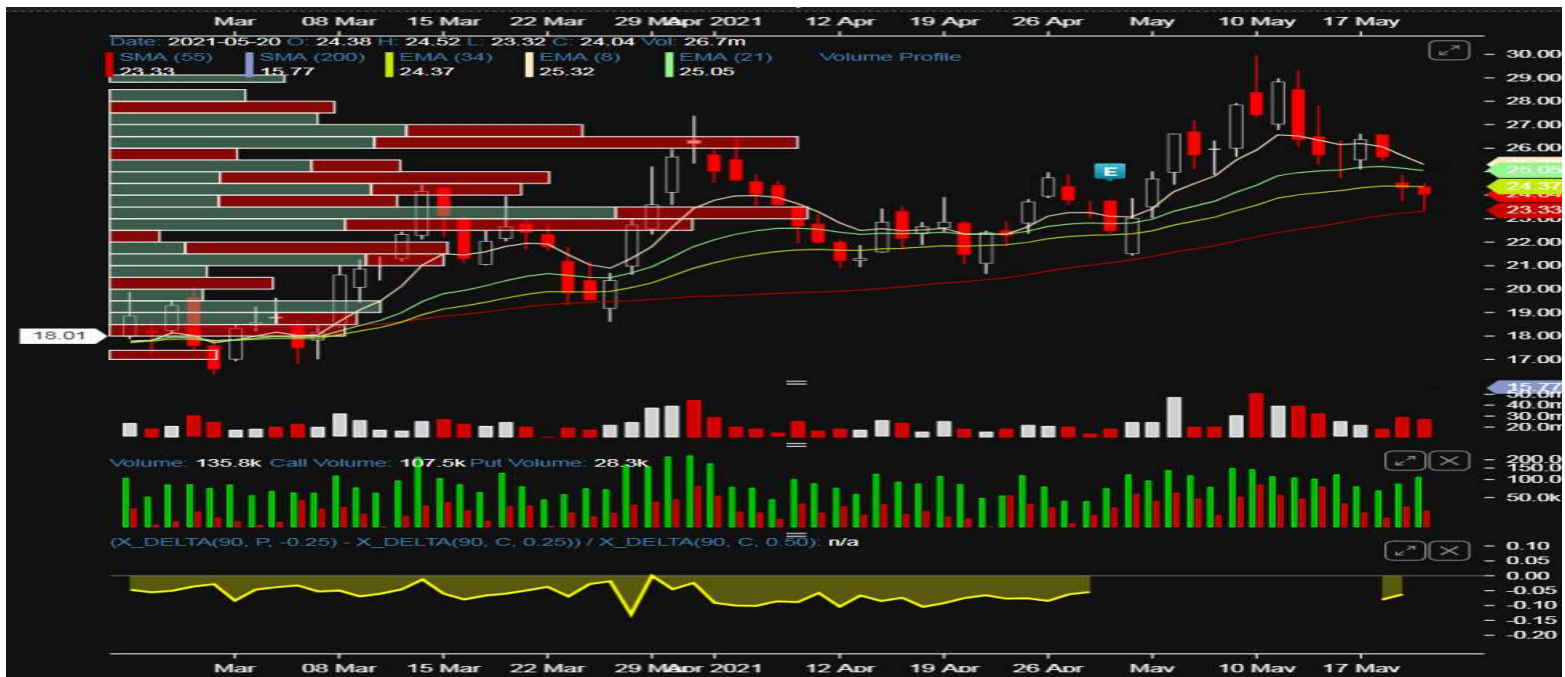 Mar 08 Mar 15 Mar 22 Mar 29 Mar Apr 2021 12 Apr 19 Apr 26 Apr May 10 May 17 May
Date: 2021-05-20 O: 24.38 H: 24.52 L: 23.32 C: 24.04 Vol: 26.7m
SMA (55) SMA (200) EMA (34) EMA (8) EMA (21) Volume Profile
23.33 15.77 24.37 25.32 25.05
30.00
29.00
28.00
27.00
26.00
E
25.05
24.37
23.33
22.00
21.00
20.00
19.00
18.01
18.00
17.00
15.77
50.0m
40.0m
30.0m
20.0m
Volume: 135.8k Call Volume: 107.5k Put Volume: 28.3k
200.0
150.0
100.0
50.0k
(X_DELTA(90, P, -0.25) - X_DELTA(90, C, 0.25)) / X_DELTA(90, C, 0.50): n/a
0.10
0.05
0.00
-0.05
-0.10
-0.15
-0.20
Mar 08 Mar 15 Mar 22 Mar 29 Mar Apr 2021 12 Apr 19 Apr 26 Apr May 10 May 17 May